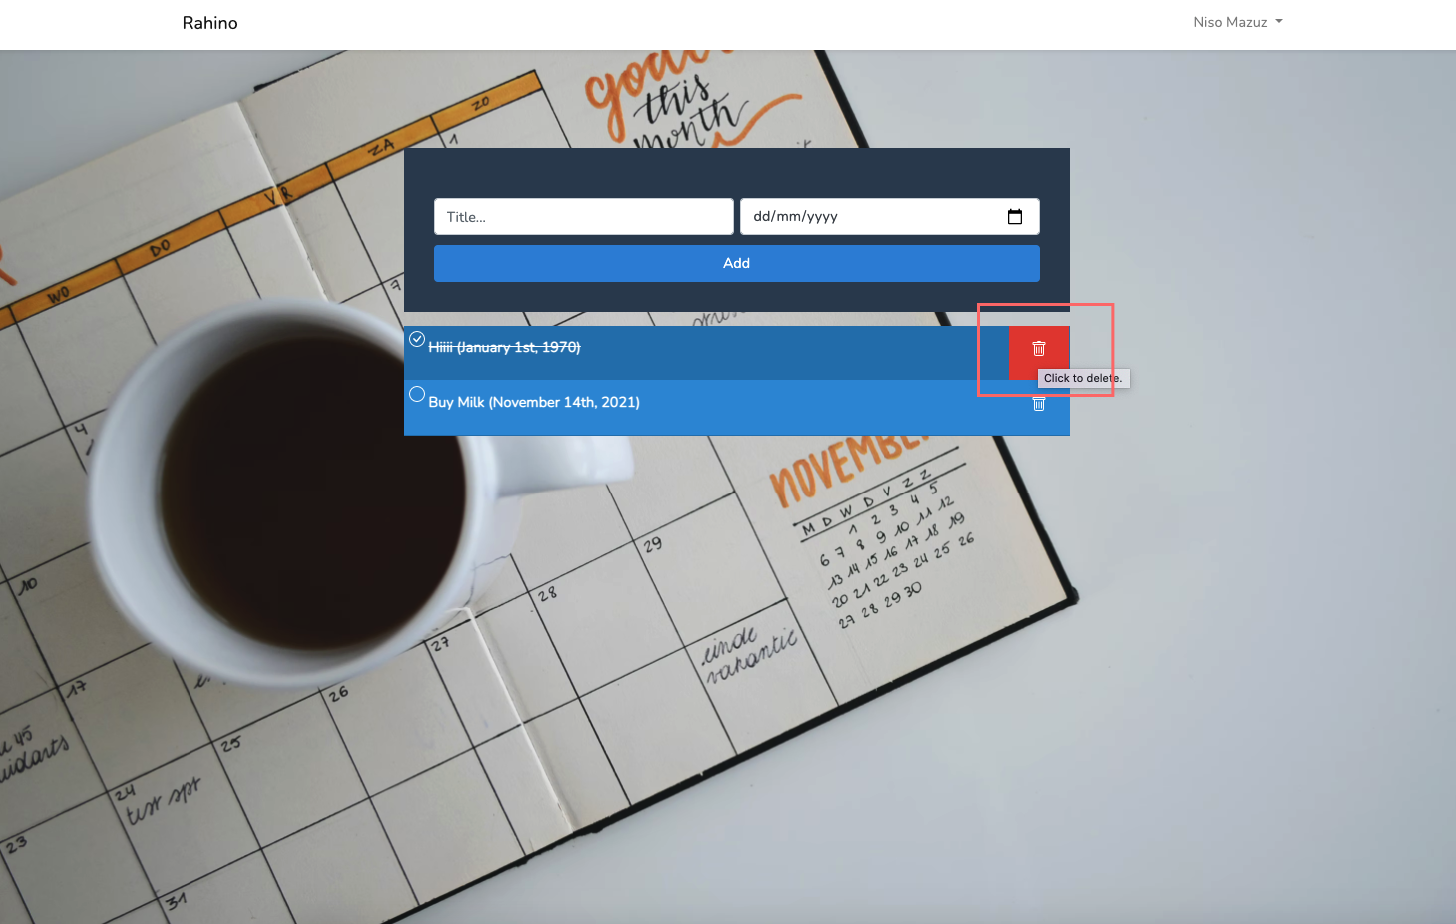 Rahino
Niso Mazuz
goals
this
month
ZO
ZA
VR
DO
WO
1
Title...
dd/mm/yyyy
Add
7
Hiiii (January 1st, 1970)
Click to delete.
Buy Milk (November 14th, 2021)
4
NOVEMBER
M D W D V Z Z
1 2 3 4 5
6 7 8 9 10 11 12
13 14 15 16 17 18 19
20 21 22 23 24 25 26
27 28 29 30
29
28
10
27
einde
vakantie
26
17
25
24
test spt
23
31